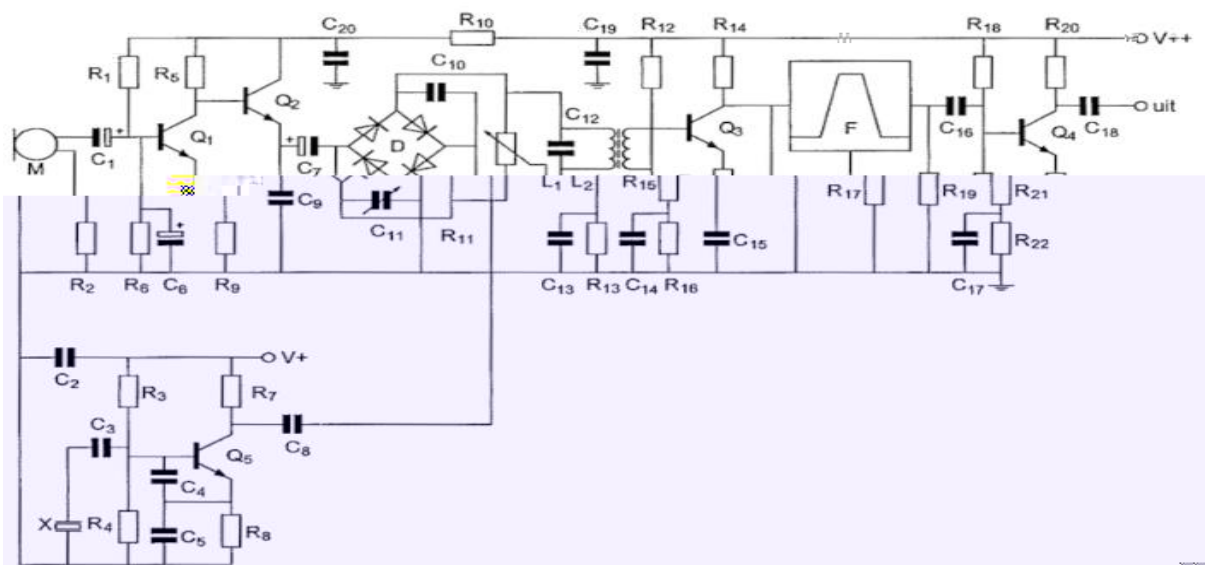 C20 R10 C19 R12 R14 R18 R20
V++
R1 R5 C10
Q2 C12
C1 Q1 C7 D Q3 F C16 Q4 C18 uit
M
L1 L2 R15 R17 R19 R21
C9 C11 R11 C15 R22
R2 R6 C6 R9 C13 R13 C14 R16 C17
C2 V+
R3 R7
C3 C8
Q5
C4
X R4 C5 R8